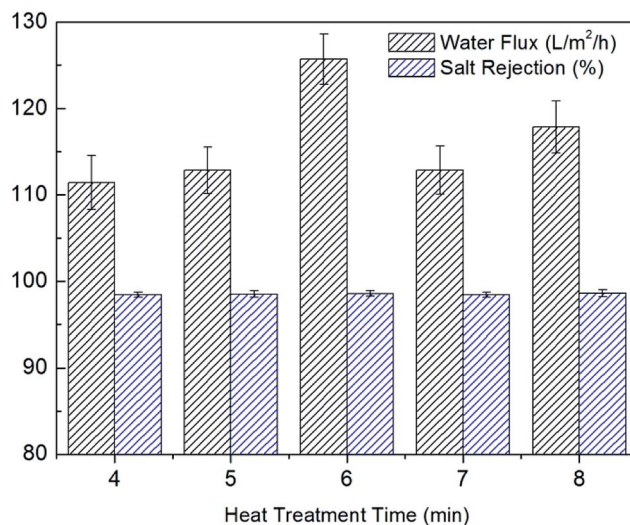 130
120
110
100
90
80
Water Flux (L/m²/h)
Salt Rejection (%)
4 5 6 7 8
Heat Treatment Time (min)